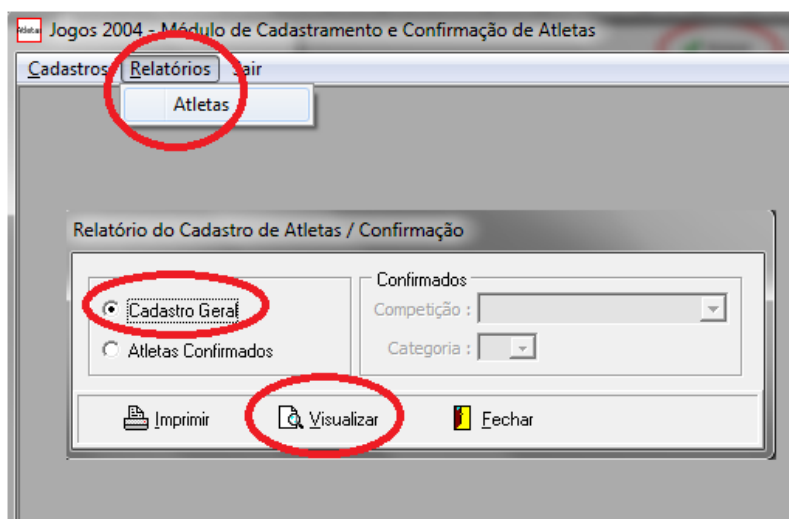 Atletas Jogos 2004 - Módulo de Cadastramento e Confirmação de Atletas
Cadastros Relatórios Sair
Atletas
Relatório do Cadastro de Atletas / Confirmação
Confirmados
Cadastro Geral
Competição :
Atletas Confirmados
Categoria :
Imprimir Visualizar Fechar